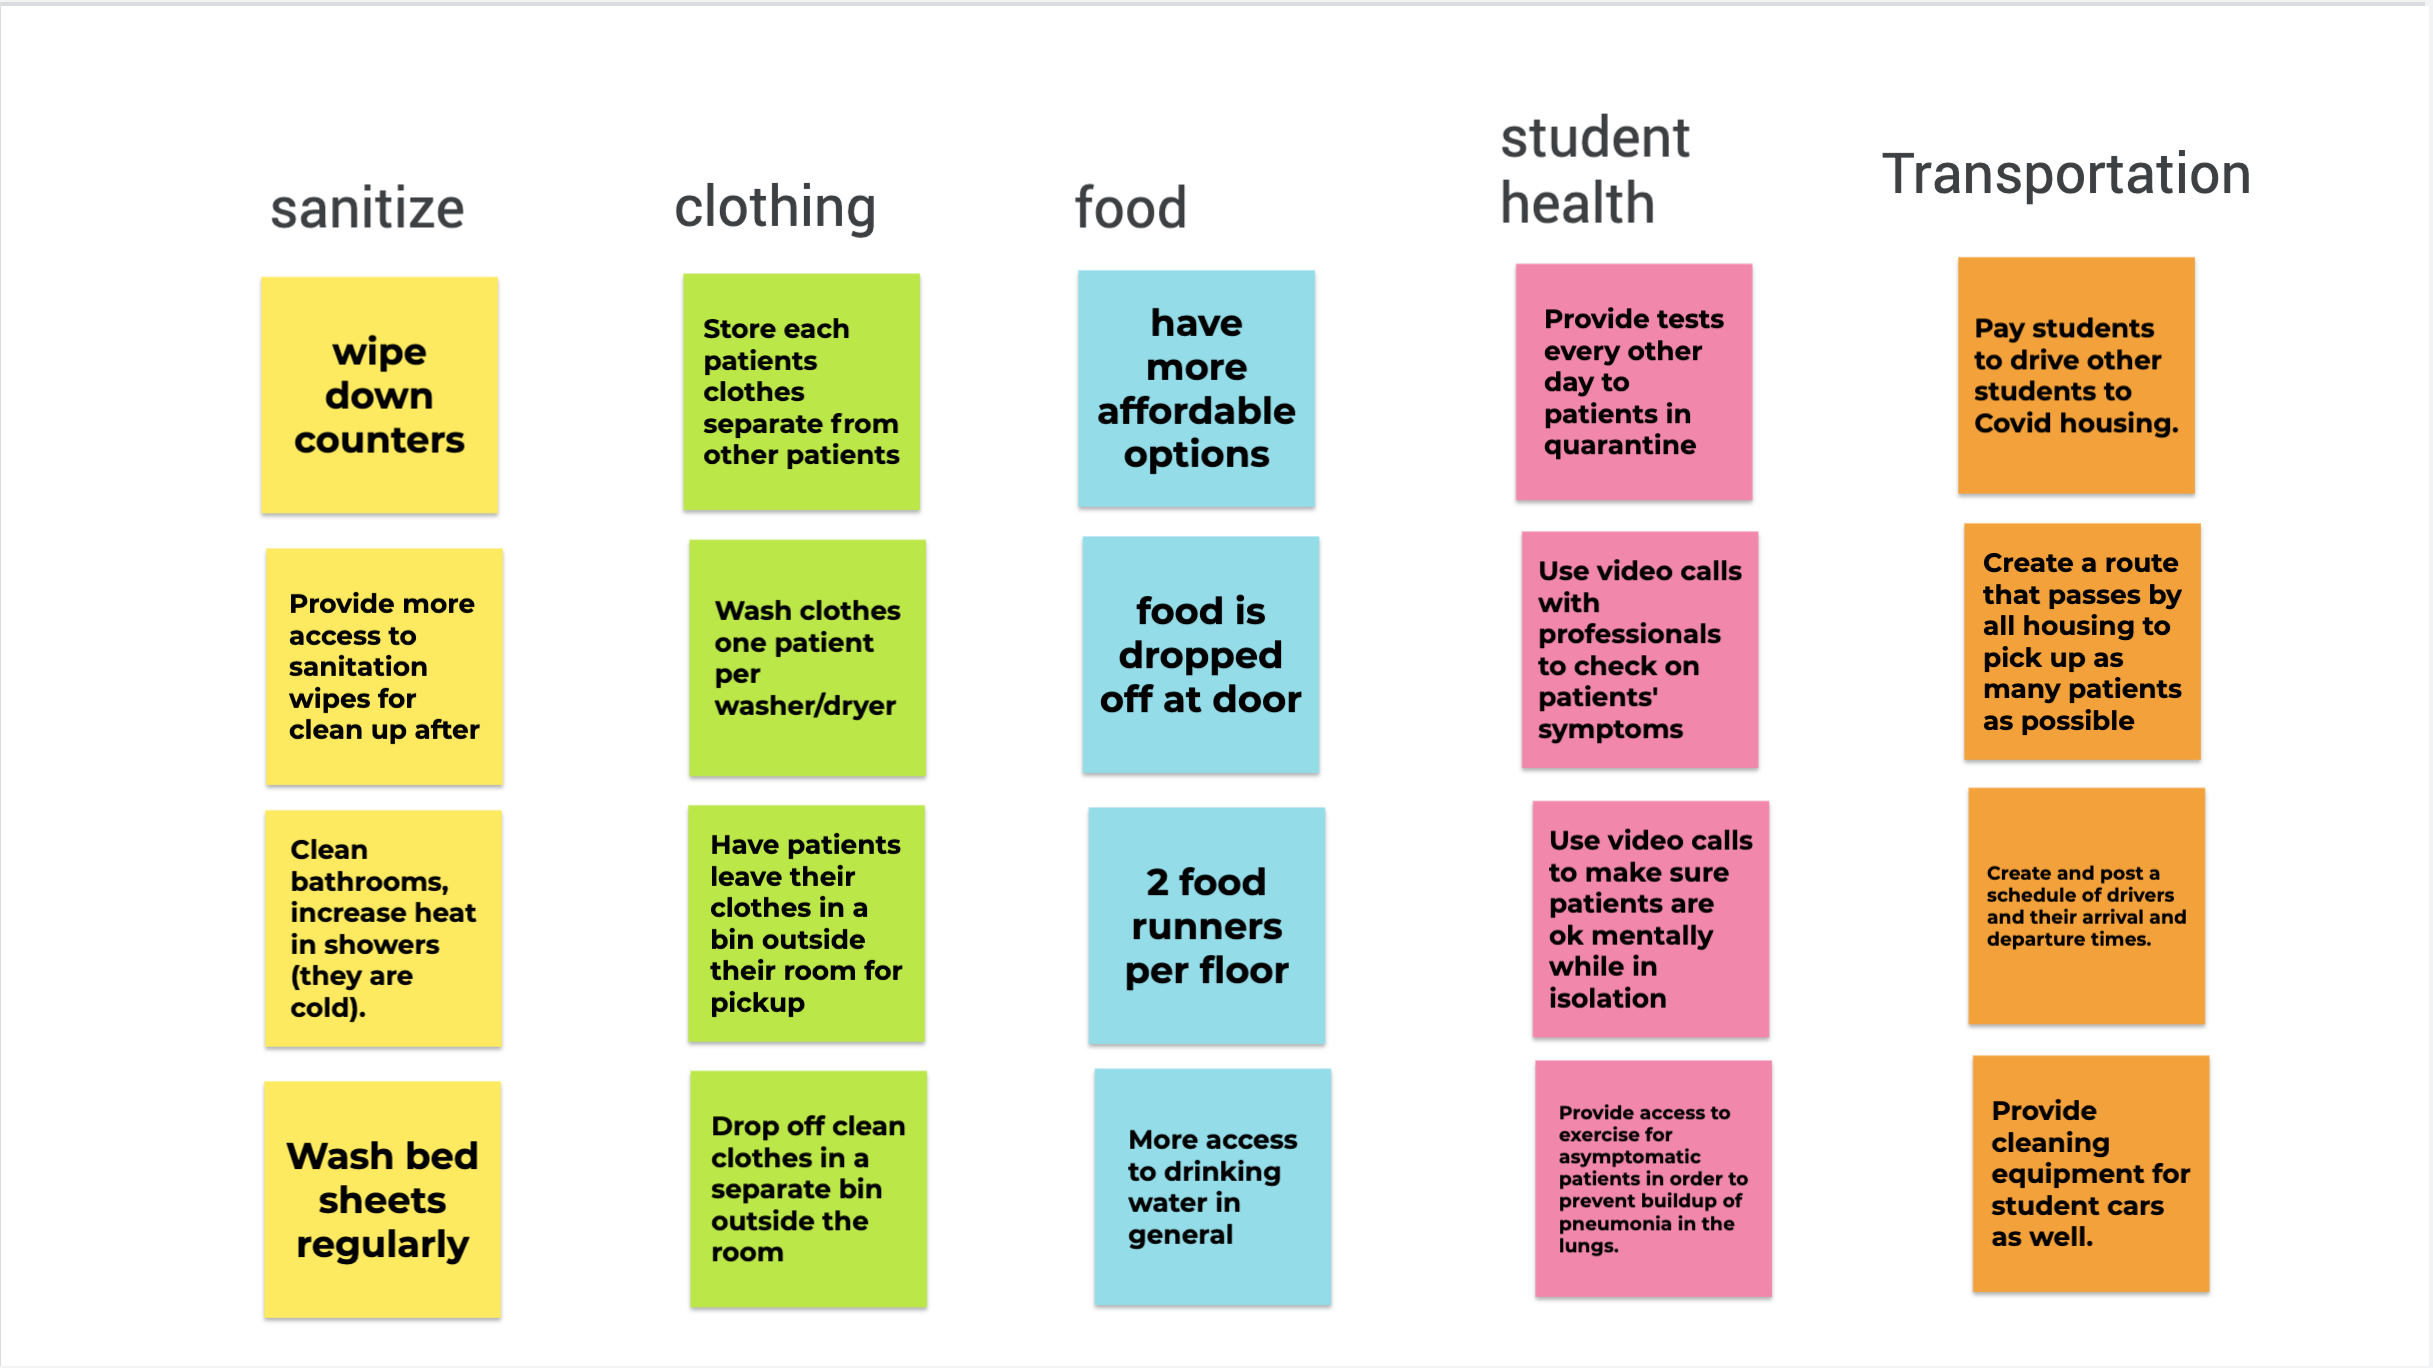 sanitize
wipe
down
counters
Provide more
access to
sanitation
wipes for
clean up after
Clean
bathrooms,
increase heat
in showers
(they are
cold).
Wash bed
sheets
regularly
clothing
Store each
patients
clothes
separate from
other patients
Wash clothes
one patient
per
washer/dryer
Have patients
leave their
clothes in a
bin outside
their room for
pickup
Drop off clean
clothes in a
separate bin
outside the
room
food
have
more
affordable
options
food is
dropped
off at door
2 food
runners
per floor
More access
to drinking
water in
general
student
health
Provide tests
every other
day to
patients in
quarantine
Use video calls
with
professionals
to check on
patients'
symptoms
Use video calls
to make sure
patients are
ok mentally
while in
isolation
Provide access to
exercise for
asymptomatic
patients in order to
prevent buildup of
pneumonia in the
lungs.
Transportation
Pay students
to drive other
students to
Covid housing.
Create a route
that passes by
all housing to
pick up as
many patients
as possible
Create and post a
schedule of drivers
and their arrival and
departure times.
Provide
cleaning
equipment for
student cars
as well.